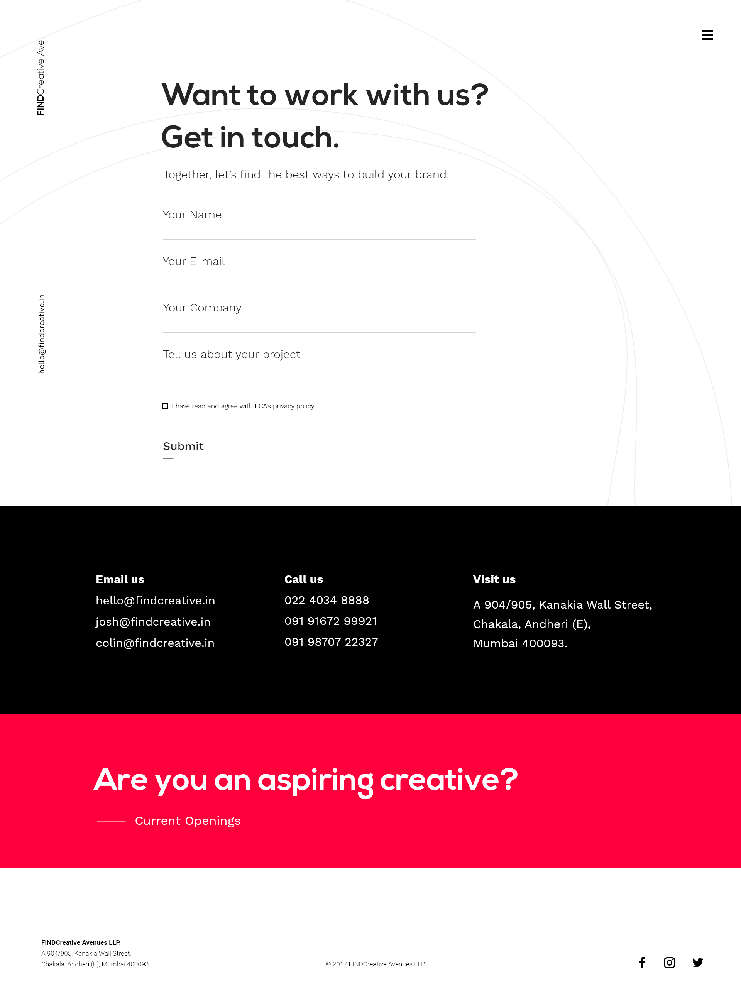 FINDCreative Ave.
Want to work with us?
Get in touch.
Together, let’s find the best ways to build your brand.
Your Name
Your E-mail
Your Company
hello@findcreative.in
Tell us about your project
I have read and agree with FCA’s privacy policy.
Submit
Email us
hello@findcreative.in
josh@findcreative.in
colin@findcreative.in
Call us
022 4034 8888
091 91672 99921
091 98707 22327
Visit us
A 904/905, Kanakia Wall Street,
Chakala, Andheri (E),
Mumbai 400093.
Are you an aspiring creative?
Current Openings
FINDCreative Avenues LLP.
A 904/905, Kanakia Wall Street,
Chakala, Andheri (E), Mumbai 400093.
© 2017 FINDCreative Avenues LLP.